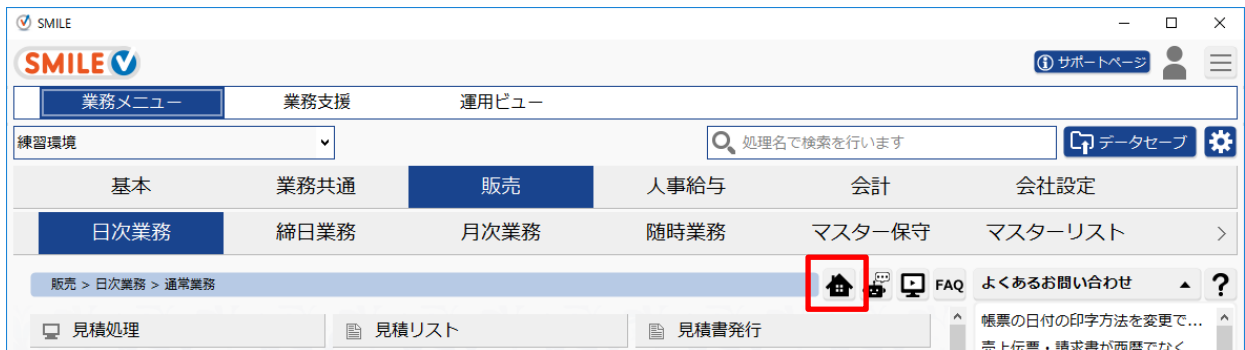 SMILE
SMILE V
サポートページ
業務メニュー 業務支援 運用ビュー
練習環境 処理名で検索を行います データセーブ
基本 業務共通 販売 人事給与 会計 会社設定
日次業務 締日業務 月次業務 随時業務 マスター保守 マスターリスト >
販売 > 日次業務 > 通常業務 FAQ よくあるお問い合わせ ▲ ?
見積処理 見積リスト 見積書発行 帳票の日付の印字方法を変更で...
売上伝票・請求書が西暦でなく